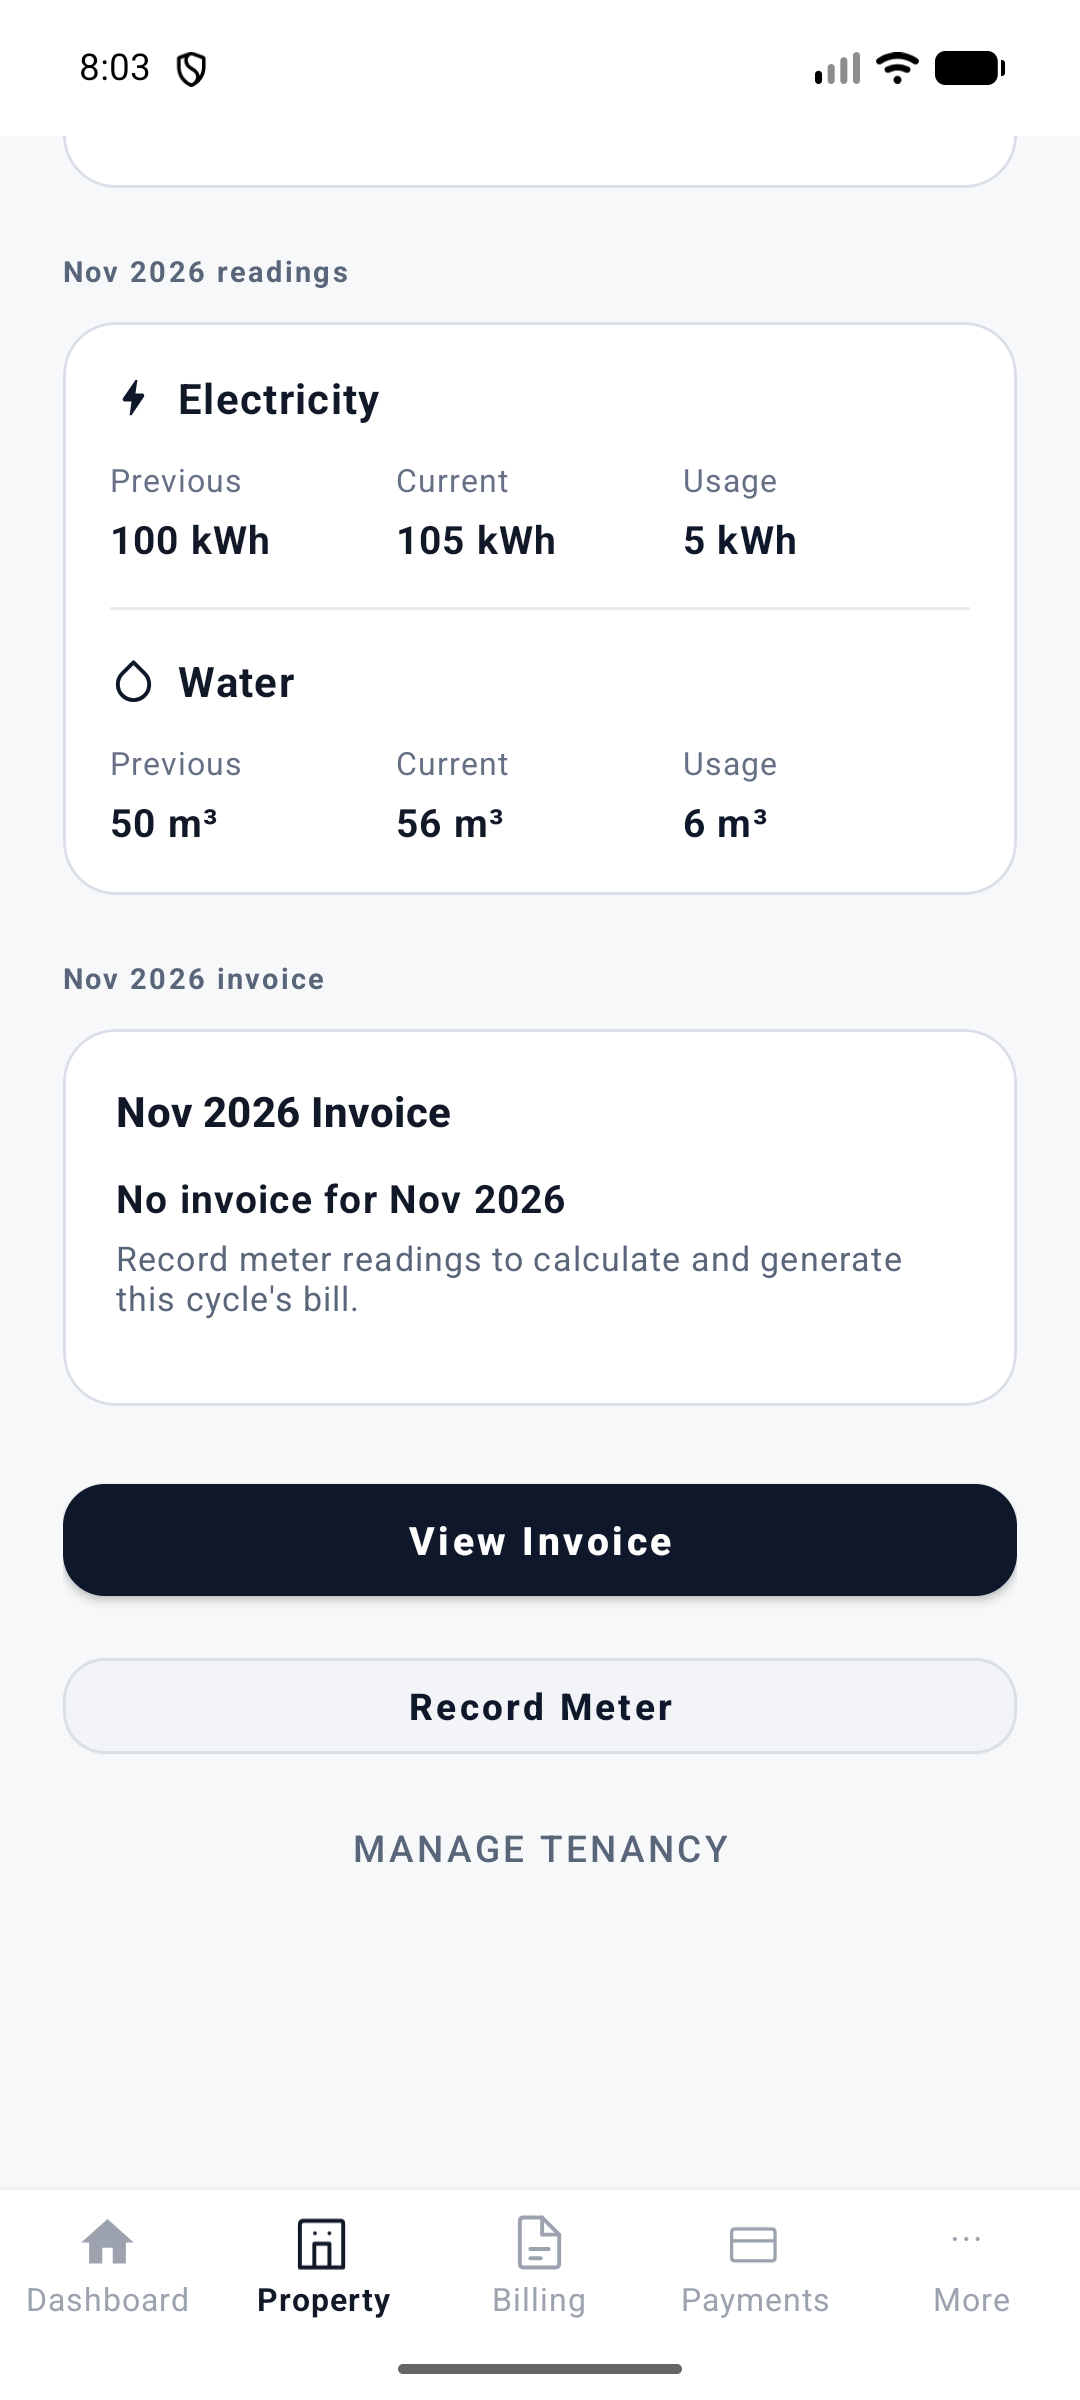 8:03
Nov 2026 readings
Electricity
Previous Current Usage
100 kWh 105 kWh 5 kWh
Water
Previous Current Usage
50 m³ 56 m³ 6 m³
Nov 2026 invoice
Nov 2026 Invoice
No invoice for Nov 2026
Record meter readings to calculate and generate
this cycle's bill.
View Invoice
Record Meter
MANAGE TENANCY
Dashboard Property Billing Payments More